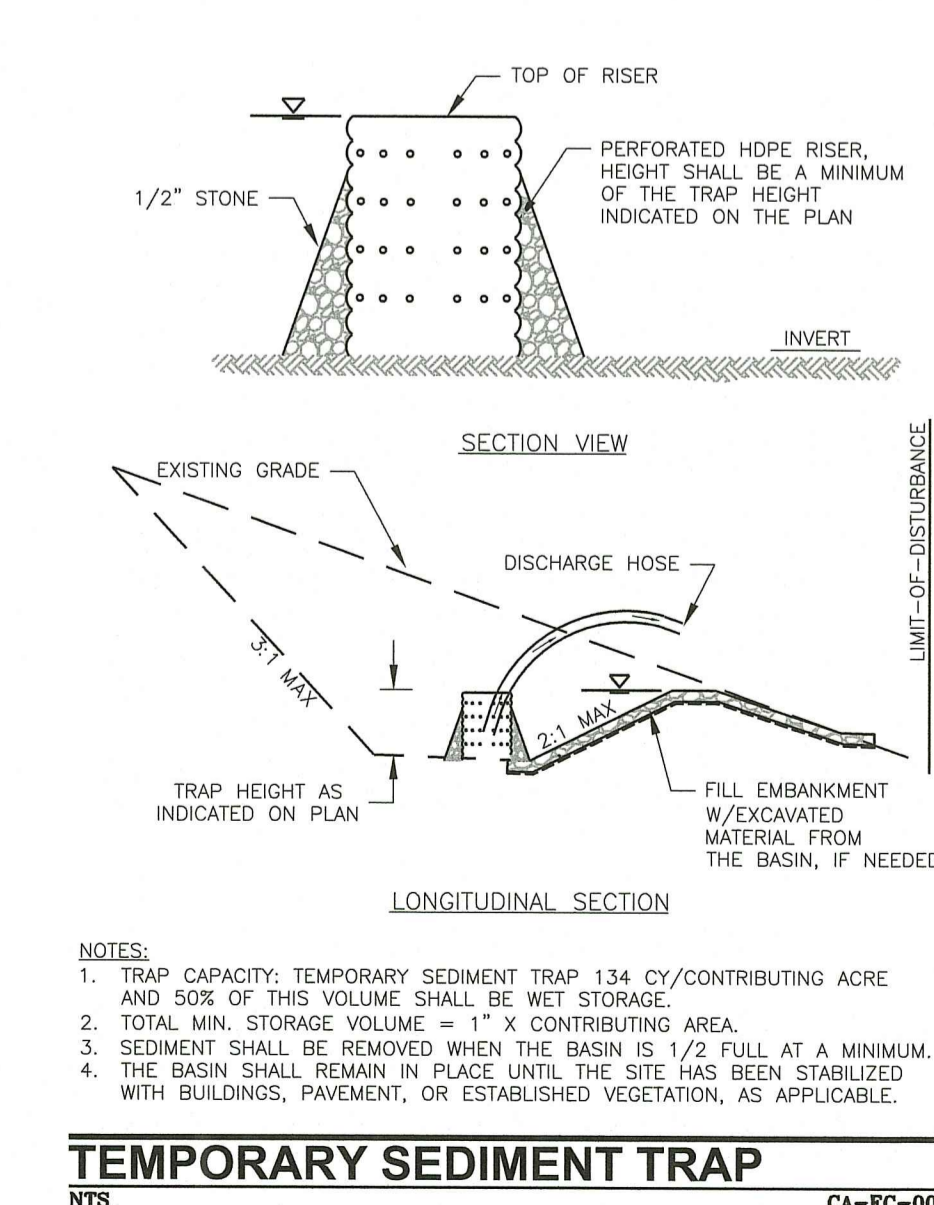 TOP OF RISER
PERFORATED HDPE RISER,
HEIGHT SHALL BE A MINIMUM
OF THE TRAP HEIGHT
INDICATED ON THE PLAN
1/2" STONE
INVERT
SECTION VIEW
EXISTING GRADE
DISCHARGE HOSE
LIMIT-OF-DISTURBANCE
3:1 MAX
2:1 MAX
TRAP HEIGHT AS
INDICATED ON PLAN
FILL EMBANKMENT
W/EXCAVATED
MATERIAL FROM
THE BASIN, IF NEEDED
LONGITUDINAL SECTION
NOTES:
1. TRAP CAPACITY: TEMPORARY SEDIMENT TRAP 134 CY/CONTRIBUTING ACRE
AND 50% OF THIS VOLUME SHALL BE WET STORAGE.
2. TOTAL MIN. STORAGE VOLUME = 1" X CONTRIBUTING AREA.
3. SEDIMENT SHALL BE REMOVED WHEN THE BASIN IS 1/2 FULL AT A MINIMUM.
4. THE BASIN SHALL REMAIN IN PLACE UNTIL THE SITE HAS BEEN STABILIZED
WITH BUILDINGS, PAVEMENT, OR ESTABLISHED VEGETATION, AS APPLICABLE.
TEMPORARY SEDIMENT TRAP
NTS